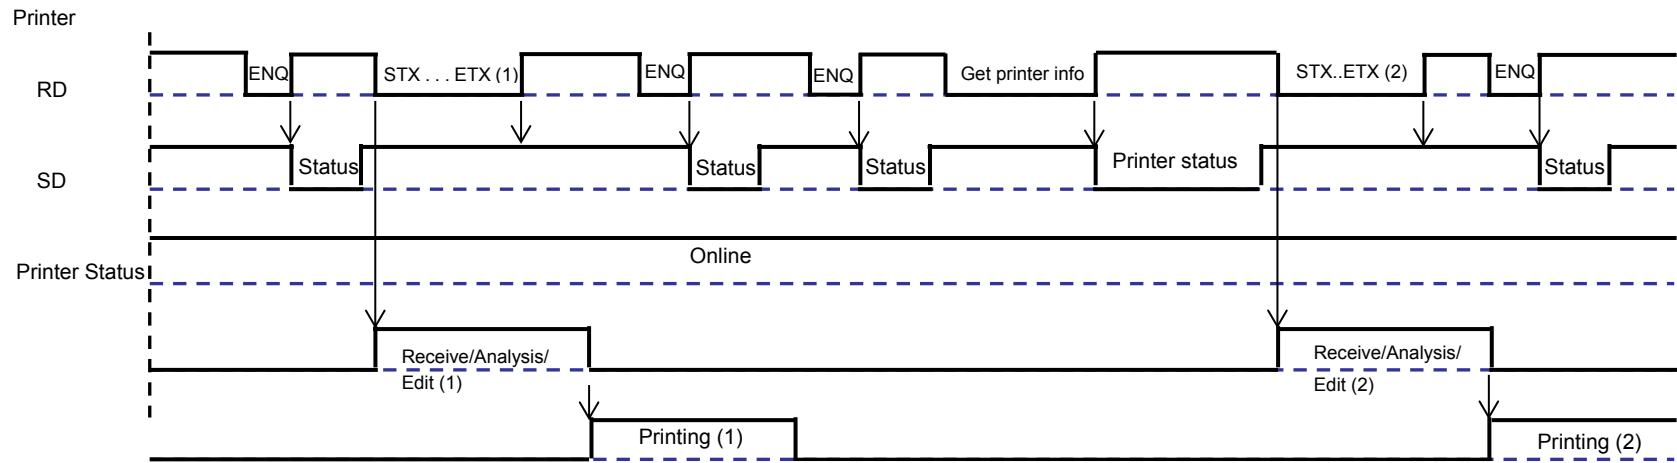 Printer
RD
ENQ
STX . . . ETX (1)
ENQ
ENQ
Get printer info
STX..ETX (2)
ENQ
SD
Status
Status
Status
Printer status
Status
Printer Status
Online
Receive/Analysis/
Edit (1)
Receive/Analysis/
Edit (2)
Printing (1)
Printing (2)